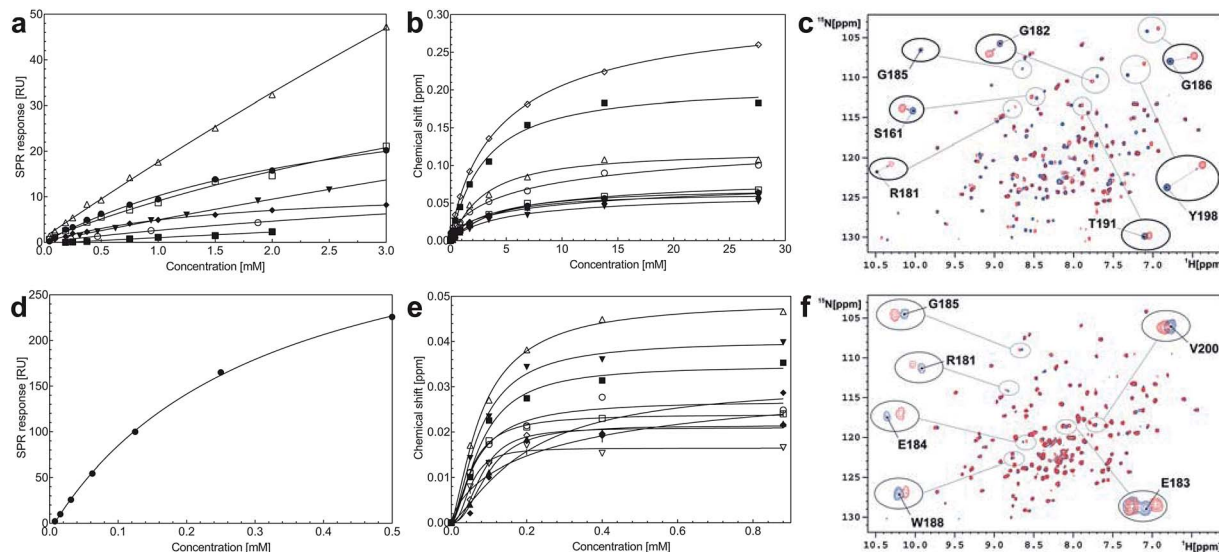 a
SPR response [RU]
50
40
30
20
10
0
0.0 0.5 1.0 1.5 2.0 2.5 3.0
Concentration [mM]
b
Chemical shift [ppm]
0.30
0.25
0.20
0.15
0.10
0.05
0.00
0 5 10 15 20 25 30
Concentration [mM]
c
15N[ppm]
105
110
115
120
125
130
G182
G185
G186
S161
R181
T191
Y198
10.5 10.0 9.5 9.0 8.5 8.0 7.5 7.0 6.5
1H[ppm]
d
SPR response [RU]
250
200
150
100
50
0
0.0 0.1 0.2 0.3 0.4 0.5
Concentration [mM]
e
Chemical shift [ppm]
0.05
0.04
0.03
0.02
0.01
0.00
0.0 0.2 0.4 0.6 0.8
Concentration [mM]
f
15N[ppm]
105
110
115
120
125
130
G185
V200
R181
E184
E183
W188
10.5 10.0 9.5 9.0 8.5 8.0 7.5 7.0 6.5
1H[ppm]